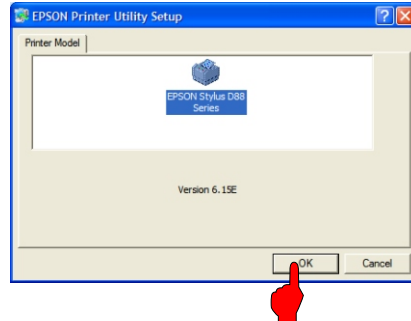 EPSON Printer Utility Setup
Printer Model
EPSON Stylus D88
Series
Version 6.15E
OK
Cancel